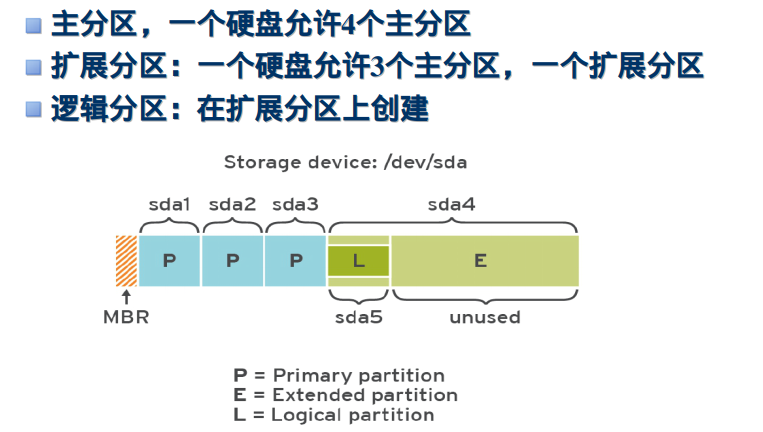 主分区，一个硬盘允许4个主分区
扩展分区：一个硬盘允许3个主分区，一个扩展分区
逻辑分区：在扩展分区上创建
Storage device: /dev/sda
sda1 sda2 sda3 sda4
P P P L E
MBR sda5 unused
P = Primary partition
E = Extended partition
L = Logical partition